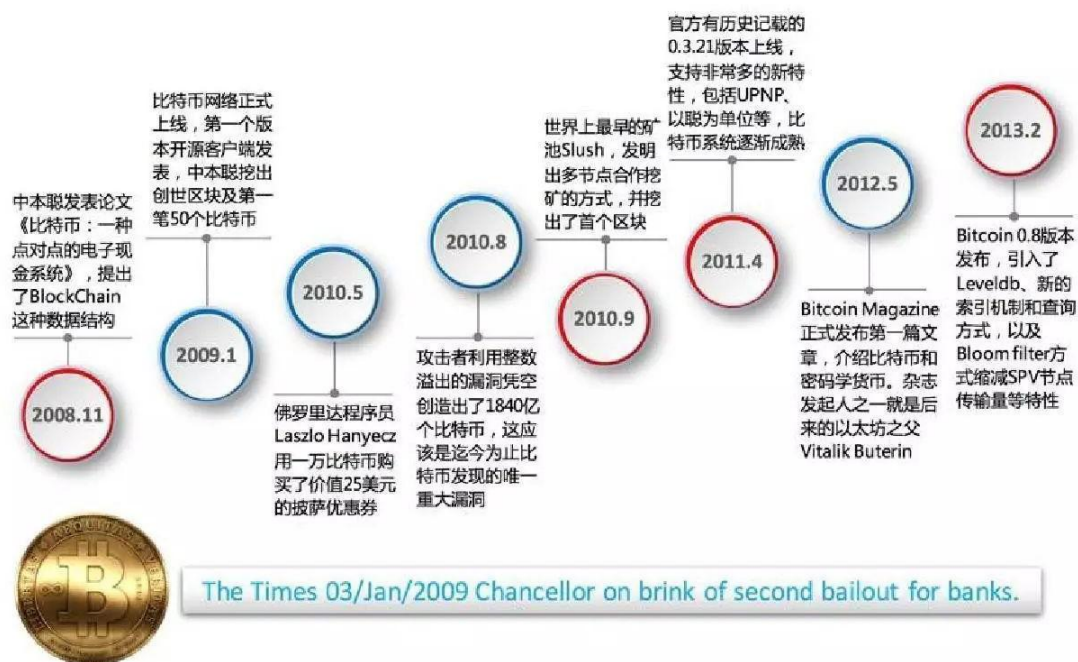 中本聪发表论文
《比特币：一种
点对点的电子现
金系统》，提出
了BlockChain
这种数据结构
2008.11
比特币网络正式
上线，第一个版
本开源客户端发
表，中本聪挖出
创世区块及第一
笔50个比特币
2009.1
2010.5
佛罗里达程序员
Laszlo Hanyecz
用一万比特币购
买了价值25美元
的披萨优惠券
2010.8
攻击者利用整数
溢出的漏洞凭空
创造出了1840亿
个比特币，这应
该是迄今为止比
特币发现的唯一
重大漏洞
世界上最早的矿
池Slush，发明
出多节点合作挖
矿的方式，并挖
出了首个区块
2010.9
官方有历史记载的
0.3.21版本上线，
支持非常多的新特
性，包括UPNP、
以聪为单位等，比
特币系统逐渐成熟
2011.4
2012.5
Bitcoin Magazine
正式发布第一篇文
章，介绍比特币和
密码学货币。杂志
发起人之一就是后
来的以太坊之父
Vitalik Buterin
2013.2
Bitcoin 0.8版本
发布，引入了
Leveldb、新的
索引机制和查询
方式，以及
Bloom filter方
式缩减SPV节点
传输量等特性
The Times 03/Jan/2009 Chancellor on brink of second bailout for banks.